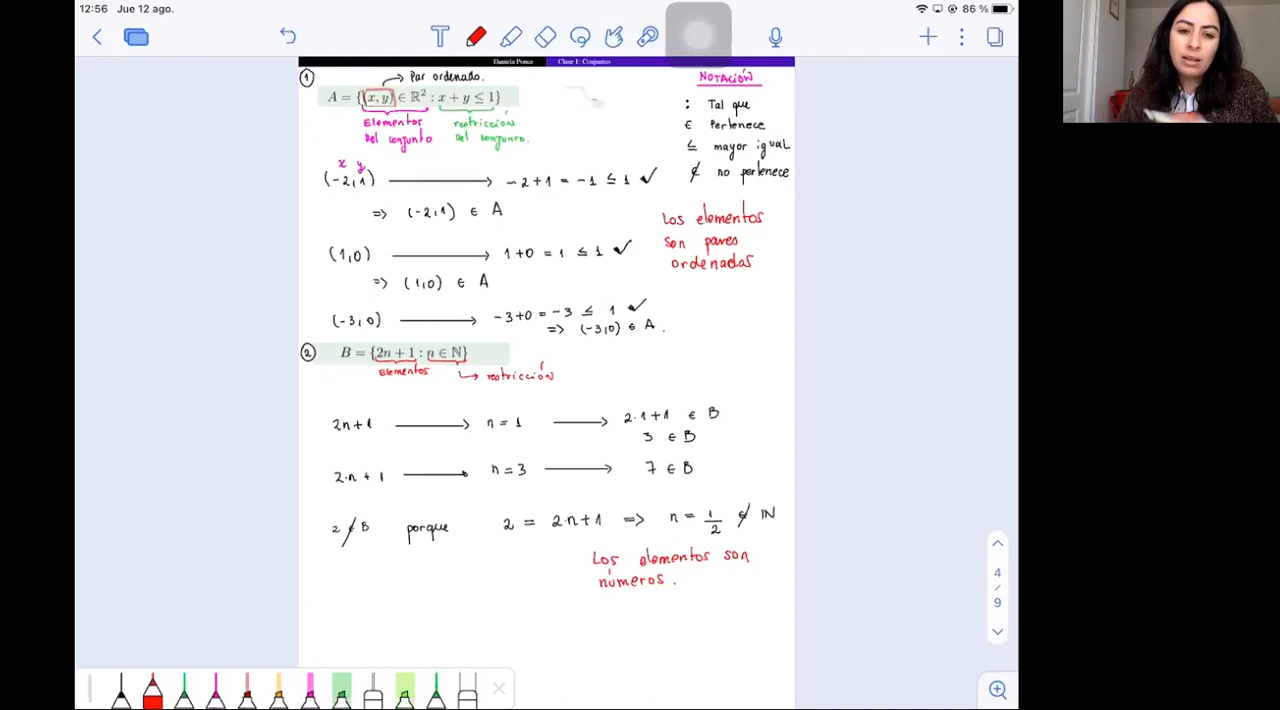 12:56 Jue 12 ago.
86 %
Daniela Ponce Clase 1: Conjuntos
① → Par ordenado.
A = {(x, y) ∈ ℝ² : x + y ≤ 1}
Elementos del conjunto
restricción del conjunto.
NOTACIÓN
: Tal que
∈ Pertenece
≤ mayor igual
∉ no pertenece
x y
(-2,1) → -2+1 = -1 ≤ 1 ✓
=> (-2,1) ∈ A
(1,0) → 1+0 = 1 ≤ 1 ✓
=> (1,0) ∈ A
(-3,0) → -3+0 = -3 ≤ 1 ✓
=> (-3,0) ∈ A.
Los elementos
son pares
ordenadas
② B = {2n + 1 : n ∈ ℕ}
Elementos ↳ restricción
2n+1 → n = 1 → 2·1+1 ∈ B
3 ∈ B
2·n+1 → n = 3 → 7 ∈ B
2 ∉ B porque 2 = 2·n+1 => n = 1/2 ∉ ℕ
Los elementos son
números.
4
/
9